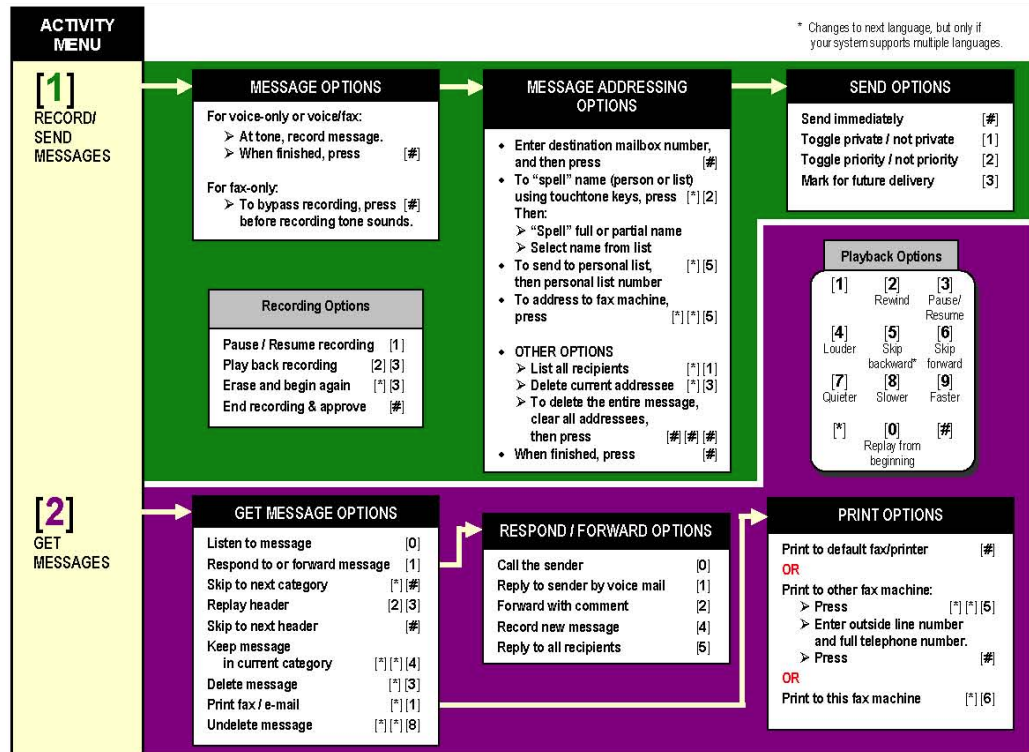 ACTIVITY
MENU
* Changes to next language, but only if
your system supports multiple languages.
[1]
RECORD/
SEND
MESSAGES
MESSAGE OPTIONS
For voice-only or voice/fax:
➢ At tone, record message.
➢ When finished, press [#]
For fax-only:
➢ To bypass recording, press [#]
before recording tone sounds.
Recording Options
Pause / Resume recording [1]
Play back recording [2] [3]
Erase and begin again [*] [3]
End recording & approve [#]
MESSAGE ADDRESSING
OPTIONS
• Enter destination mailbox number,
and then press [#]
• To “spell” name (person or list)
using touchtone keys, press [*] [2]
Then:
➢ “Spell” full or partial name
➢ Select name from list
• To send to personal list, [*] [5]
then personal list number
• To address to fax machine,
press [*] [*] [5]
• OTHER OPTIONS
➢ List all recipients [*] [1]
➢ Delete current addressee [*] [3]
➢ To delete the entire message,
clear all addressees,
then press [#] [#] [#]
• When finished, press [#]
SEND OPTIONS
Send immediately [#]
Toggle private / not private [1]
Toggle priority / not priority [2]
Mark for future delivery [3]
Playback Options
[1] [2] [3]
Rewind Pause/
Resume
[4] [5] [6]
Louder Skip Skip
backward* forward
[7] [8] [9]
Quieter Slower Faster
[*] [0] [#]
Replay from
beginning
[2]
GET
MESSAGES
GET MESSAGE OPTIONS
Listen to message [0]
Respond to or forward message [1]
Skip to next category [*] [#]
Replay header [2] [3]
Skip to next header [#]
Keep message
in current category [*] [*] [4]
Delete message [*] [3]
Print fax / e-mail [*] [1]
Undelete message [*] [*] [8]
RESPOND / FORWARD OPTIONS
Call the sender [0]
Reply to sender by voice mail [1]
Forward with comment [2]
Record new message [4]
Reply to all recipients [5]
PRINT OPTIONS
Print to default fax/printer [#]
OR
Print to other fax machine:
➢ Press [*] [*] [5]
➢ Enter outside line number
and full telephone number.
➢ Press [#]
OR
Print to this fax machine [*] [6]